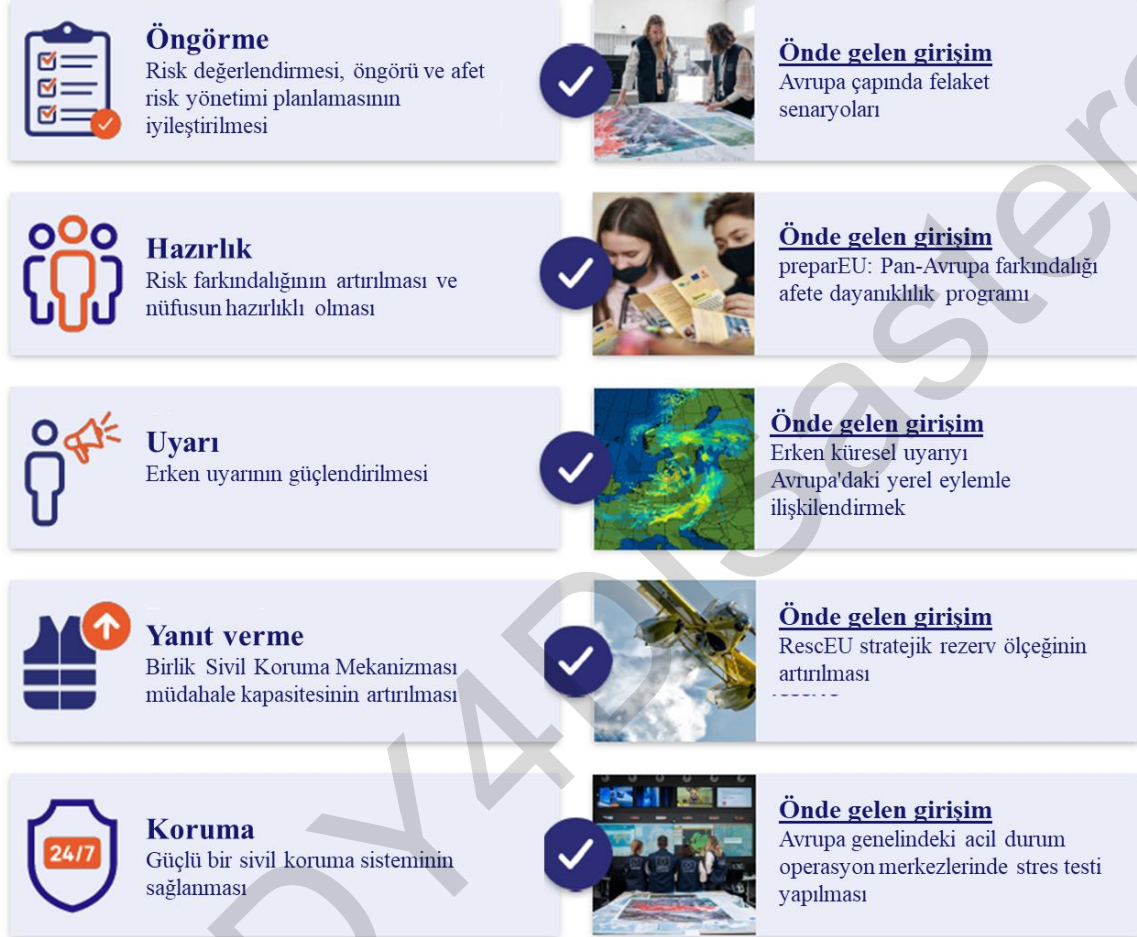 Öngörme
Risk değerlendirmesi, öngörü ve afet
risk yönetimi planlamasının
iyileştirilmesi
Önde gelen girişim
Avrupa çapında felaket
senaryoları
Hazırlık
Risk farkındalığının artırılması ve
nüfusun hazırlıklı olması
Önde gelen girişim
preparEU: Pan-Avrupa farkındalığı
afete dayanıklılık programı
Uyarı
Erken uyarının güçlendirilmesi
Önde gelen girişim
Erken küresel uyarıyı
Avrupa'daki yerel eylemle
ilişkilendirmek
Yanıt verme
Birlik Sivil Koruma Mekanizması
müdahale kapasitesinin artırılması
Önde gelen girişim
RescEU stratejik rezerv ölçeğinin
artırılması
24/7
Koruma
Güçlü bir sivil koruma sisteminin
sağlanması
Önde gelen girişim
Avrupa genelindeki acil durum
operasyon merkezlerinde stres testi
yapılması
DY4Disasters